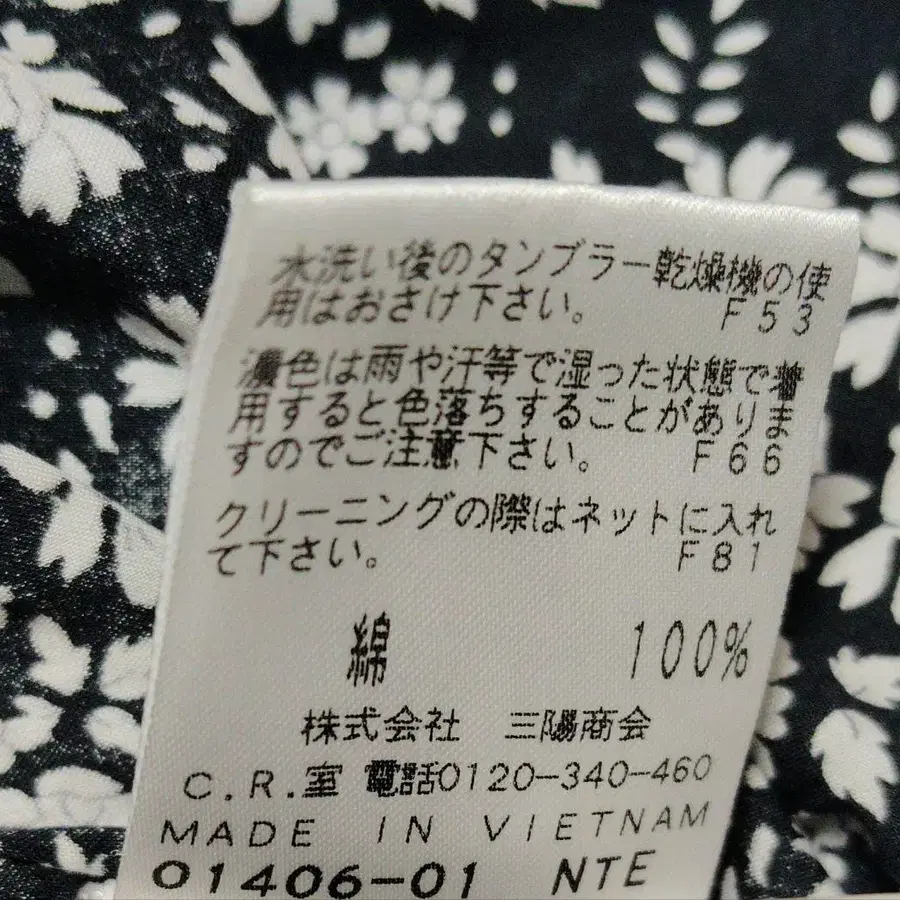 水洗い後のタンブラー乾燥機の使
用はおさけ下さい。 F53
濃色は雨や汗等で湿った状態で着
用すると色落ちすることがありま
すのでご注意下さい。 F66
クリーニングの際はネットに入れ
て下さい。 F81
綿 100%
株式会社 三陽商会
C.R.室 電話0120-340-460
MADE IN VIETNAM
01406-01 NTE